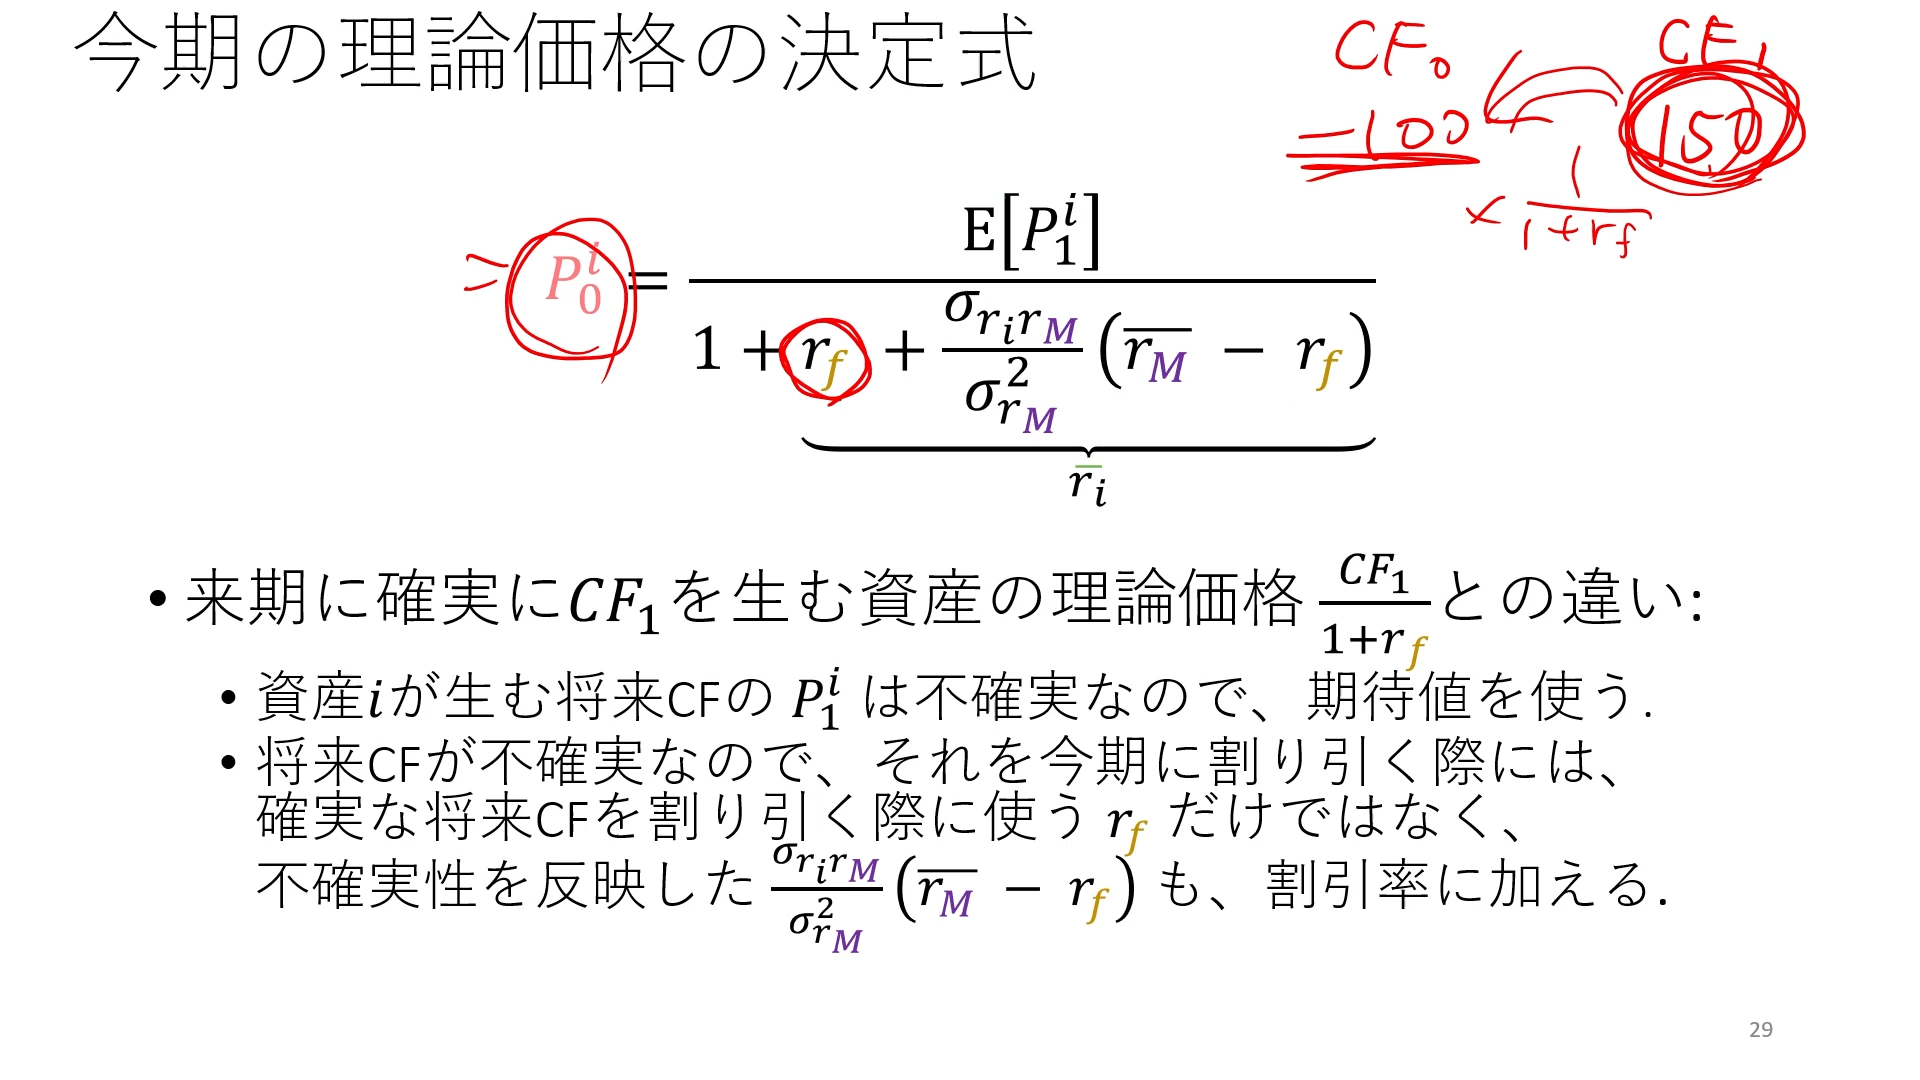 今期の理論価格の決定式
CF₀ CF₁
-100 150
× 1/(1+r_f)
= P₀ⁱ = E[P₁ⁱ] / (1 + r_f + (σ_{r_i r_M} / σ²_{r_M}) (r̅_M − r_f))
r̅_i
• 来期に確実にCF₁を生む資産の理論価格 CF₁/(1+r_f) との違い:
• 資産iが生む将来CFの P₁ⁱ は不確実なので、期待値を使う.
• 将来CFが不確実なので、それを今期に割り引く際には、
確実な将来CFを割り引く際に使う r_f だけではなく、
不確実性を反映した (σ_{r_i r_M} / σ²_{r_M}) (r̅_M − r_f) も、割引率に加える.
29